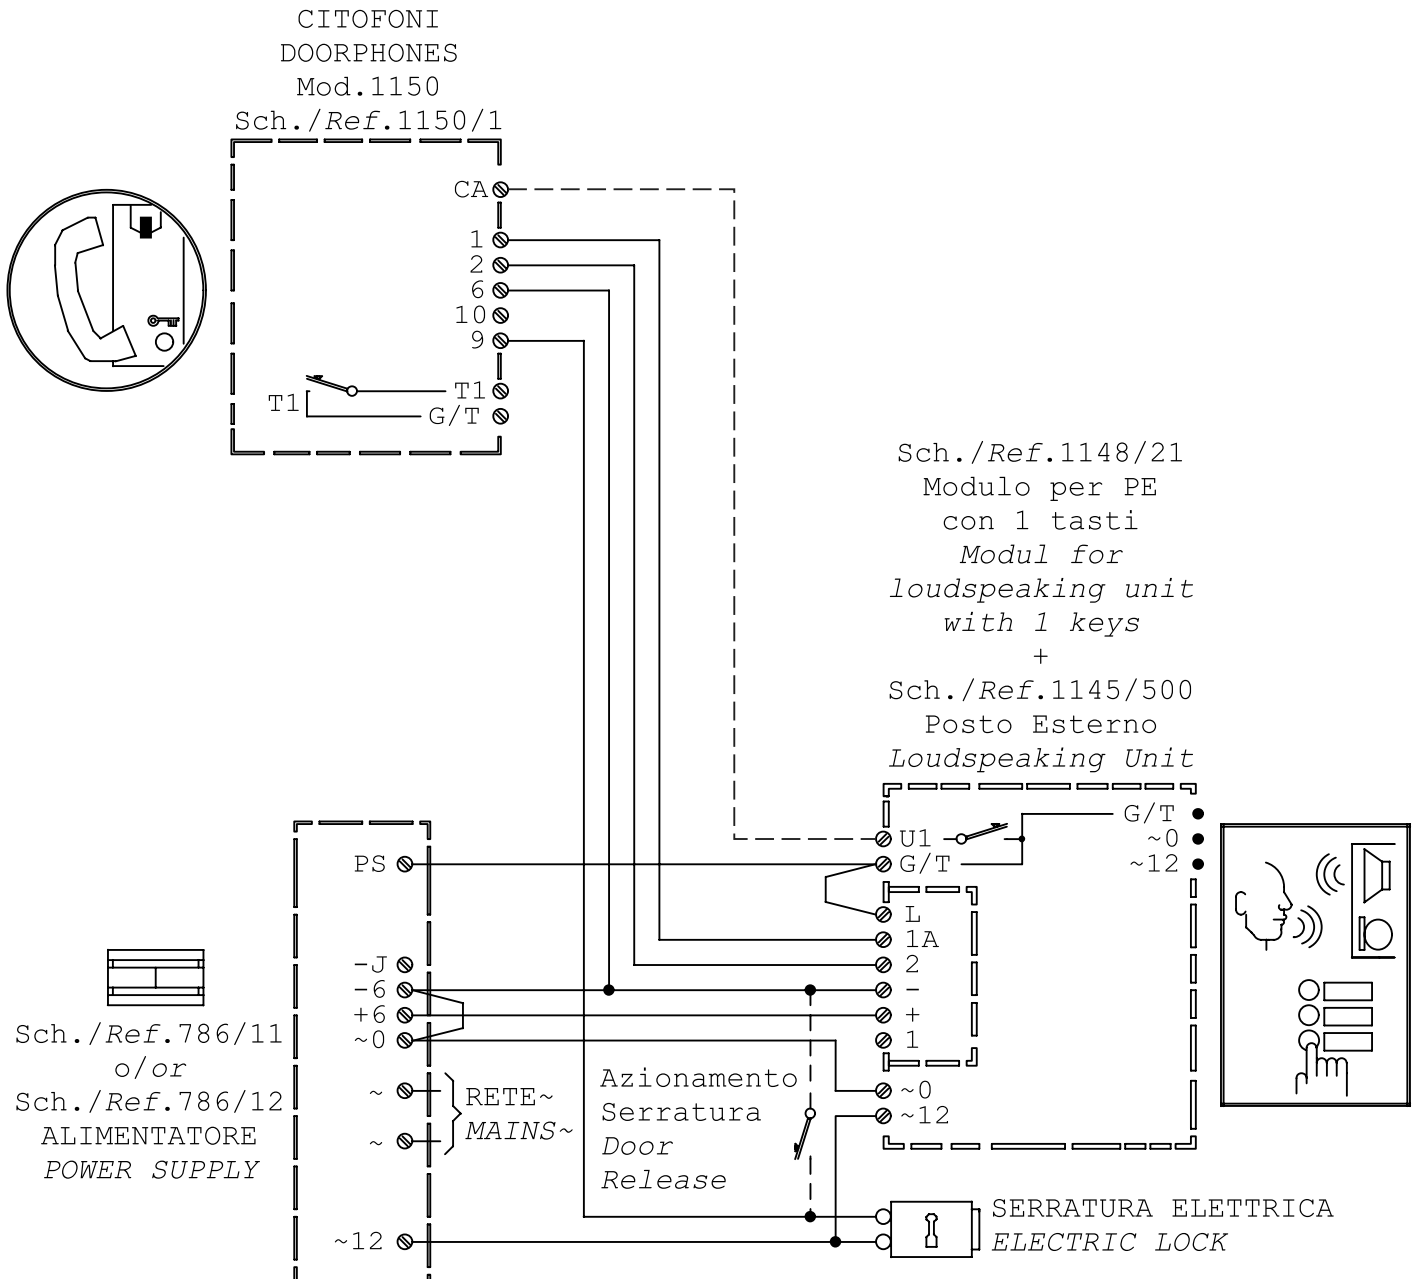 CITOFONI
DOORPHONES
Mod.1150
Sch./Ref.1150/1
CA
1
2
6
10
9
T1
T1
G/T
Sch./Ref.1148/21
Modulo per PE
con 1 tasti
Modul for
loudspeaking unit
with 1 keys
+
Sch./Ref.1145/500
Posto Esterno
Loudspeaking Unit
G/T
~0
~12
U1
G/T
L
1A
2
-
+
1
~0
~12
PS
-J
-6
+6
~0
~
~
~12
RETE~
MAINS~
Sch./Ref.786/11
o/or
Sch./Ref.786/12
ALIMENTATORE
POWER SUPPLY
Azionamento
Serratura
Door
Release
SERRATURA ELETTRICA
ELECTRIC LOCK